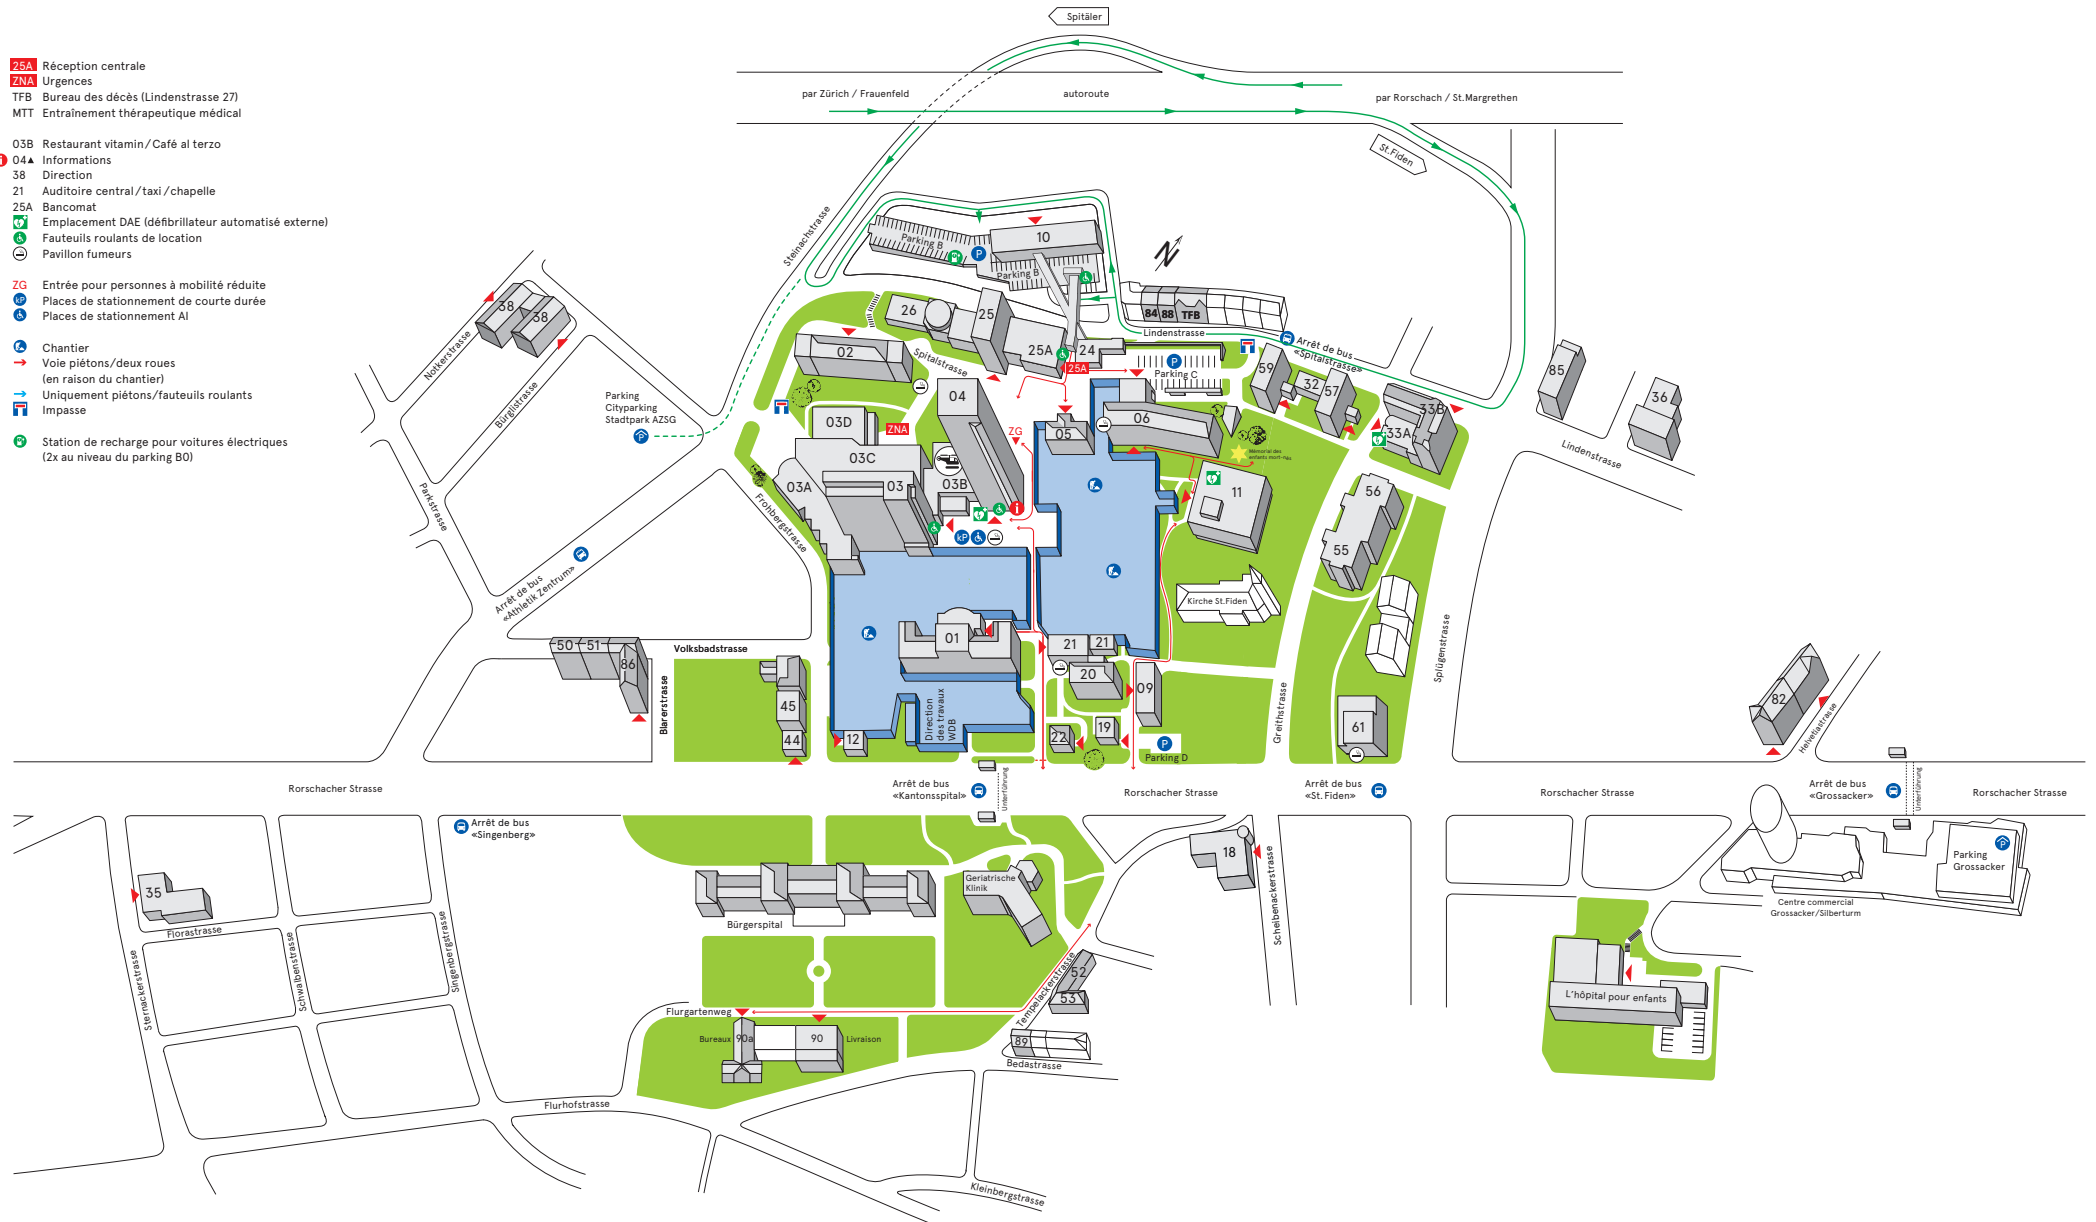 Spitäler
25A Réception centrale
ZNA Urgences
TFB Bureau des décès (Lindenstrasse 27)
MTT Entraînement thérapeutique médical
03B Restaurant vitamin/Café al terzo
i 04▲ Informations
38 Direction
21 Auditoire central/taxi/chapelle
25A Bancomat
Emplacement DAE (défibrillateur automatisé externe)
Fauteuils roulants de location
Pavillon fumeurs
ZG Entrée pour personnes à mobilité réduite
kP Places de stationnement de courte durée
Places de stationnement AI
Chantier
Voie piétons/deux roues
(en raison du chantier)
Uniquement piétons/fauteuils roulants
Impasse
Station de recharge pour voitures électriques
(2x au niveau du parking B0)
par Zürich / Frauenfeld
autoroute
par Rorschach / St.Margrethen
St.Fiden
Steinachstrasse
Parking B
P
10
Parking B
N
84 88 TFB
Lindenstrasse
26
25
25A
24
02
Spitalstrasse
25A
P
Parking C
Arrêt de bus
«Spitalstrasse»
59
32
57
33B
33A
85
36
Lindenstrasse
38
38
Notkerstrasse
Bürglistrasse
Parkstrasse
Parking
Cityparking
Stadtpark AZSG
P
04
03D
ZNA
03C
03A
03
03B
ZG
05
06
Mémorial des
enfants mort-nés
11
56
55
kP
i
Frohbergstrasse
Arrêt de bus
«Athletik Zentrum»
Kirche St.Fiden
01
21
21
20
09
50
51
86
Volksbadstrasse
Blarerstrasse
45
44
12
Direction
des travaux
WDB
22
19
P
Parking D
Greithstrasse
61
Splügenstrasse
82
Helvetiastrasse
Rorschacher Strasse
Arrêt de bus
«Kantonsspital»
Unterführung
Rorschacher Strasse
Arrêt de bus
«St. Fiden»
Rorschacher Strasse
Arrêt de bus
«Grossacker»
Unterführung
Rorschacher Strasse
Arrêt de bus
«Singenberg»
35
Florastrasse
Sternackerstrasse
Schwalbenstrasse
Singenbergstrasse
Bürgerspital
Geriatrische
Klinik
18
Scheibenackerstrasse
P
Parking
Grossacker
Centre commercial
Grossacker/Silberturm
L'hôpital pour enfants
Flurgartenweg
Bureaux 90a
90
Livraison
52
53
Tempelackerstrasse
89
Bedastrasse
Flurhofstrasse
Kleinbergstrasse